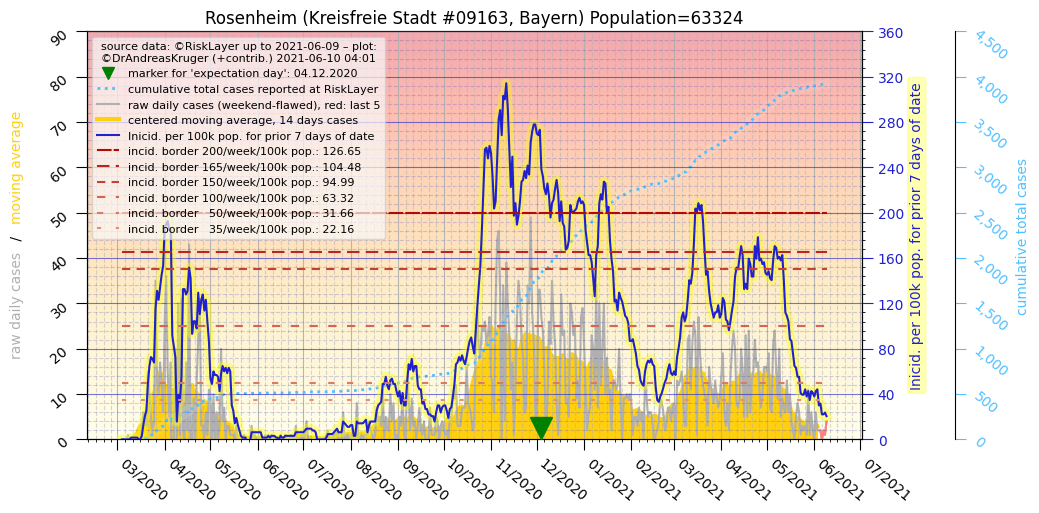 Rosenheim (Kreisfreie Stadt #09163, Bayern) Population=63324
source data: ©RiskLayer up to 2021-06-09 – plot:
©DrAndreasKruger (+contrib.) 2021-06-10 04:01
marker for 'expectation day': 04.12.2020
cumulative total cases reported at RiskLayer
raw daily cases (weekend-flawed), red: last 5
centered moving average, 14 days cases
Inicid. per 100k pop. for prior 7 days of date
incid. border 200/week/100k pop.: 126.65
incid. border 165/week/100k pop.: 104.48
incid. border 150/week/100k pop.: 94.99
incid. border 100/week/100k pop.: 63.32
incid. border   50/week/100k pop.: 31.66
incid. border   35/week/100k pop.: 22.16
raw daily cases / moving average
90
80
70
60
50
40
30
20
10
0
360
320
280
240
200
160
120
80
40
0
Inicid. per 100k pop. for prior 7 days of date
4,500
4,000
3,500
3,000
2,500
2,000
1,500
1,000
500
0
cumulative total cases
03/2020
04/2020
05/2020
06/2020
07/2020
08/2020
09/2020
10/2020
11/2020
12/2020
01/2021
02/2021
03/2021
04/2021
05/2021
06/2021
07/2021